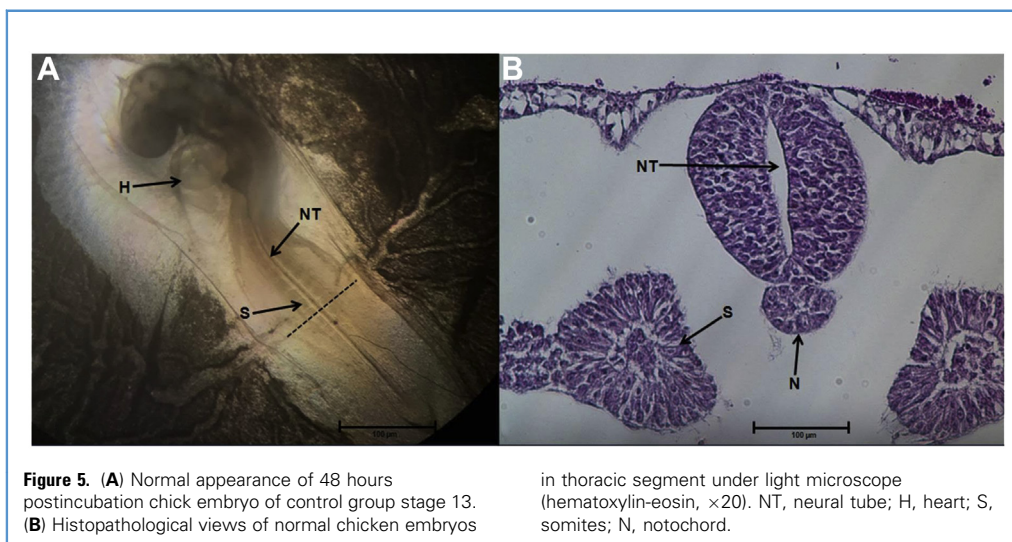 A
H
NT
S
100 µm
B
NT
S
N
100 µm
Figure 5. (A) Normal appearance of 48 hours
postincubation chick embryo of control group stage 13.
(B) Histopathological views of normal chicken embryos
in thoracic segment under light microscope
(hematoxylin-eosin, ×20). NT, neural tube; H, heart; S,
somites; N, notochord.